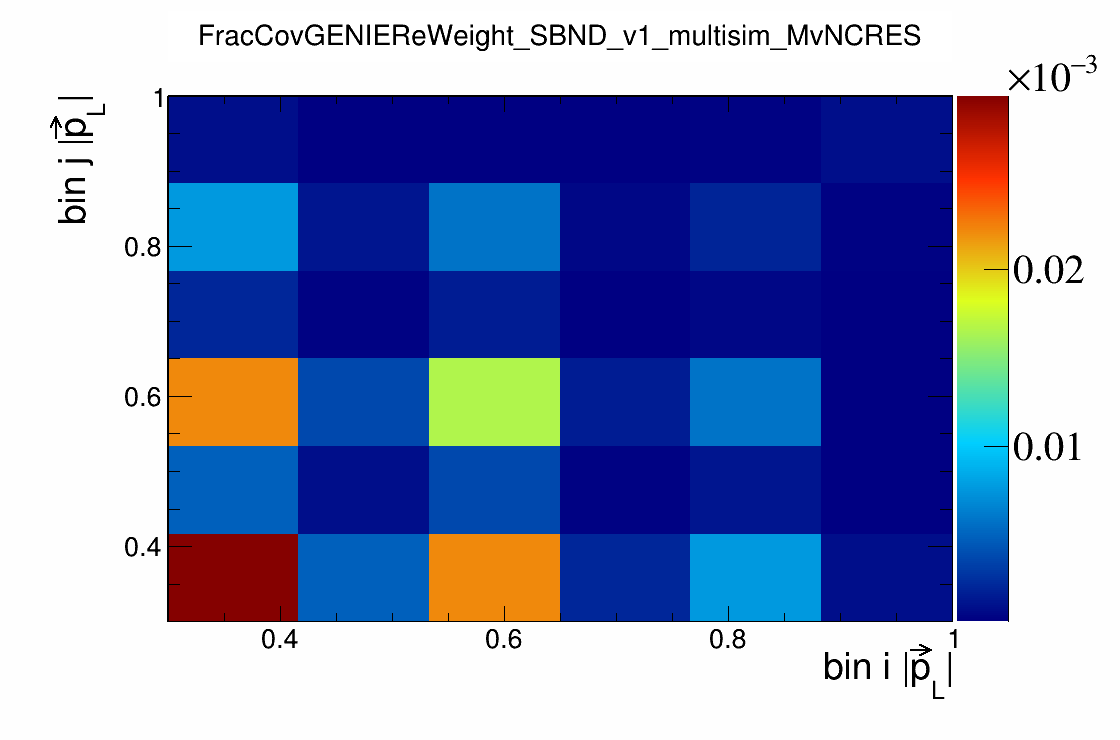 FracCovGENIEReWeight_SBND_v1_multisim_MvNCRES
×10⁻³
bin j |p⃗_L|
1
0.8
0.6
0.4
0.02
0.01
0.4 0.6 0.8 1
bin i |p⃗_L|